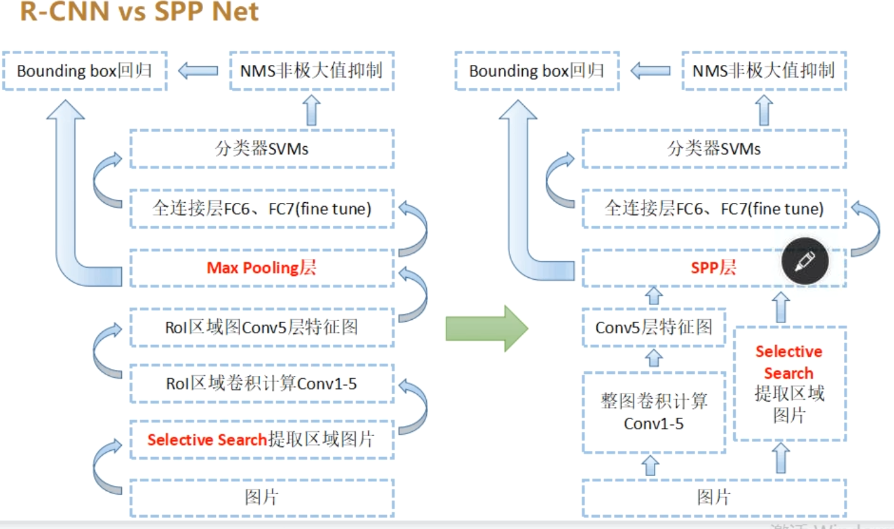 R-CNN vs SPP Net
Bounding box回归
NMS非极大值抑制
分类器SVMs
全连接层FC6、FC7(fine tune)
Max Pooling层
RoI区域图Conv5层特征图
RoI区域卷积计算Conv1-5
Selective Search提取区域图片
图片
Bounding box回归
NMS非极大值抑制
分类器SVMs
全连接层FC6、FC7(fine tune)
SPP层
Conv5层特征图
整图卷积计算
Conv1-5
Selective
Search
提取区域
图片
图片